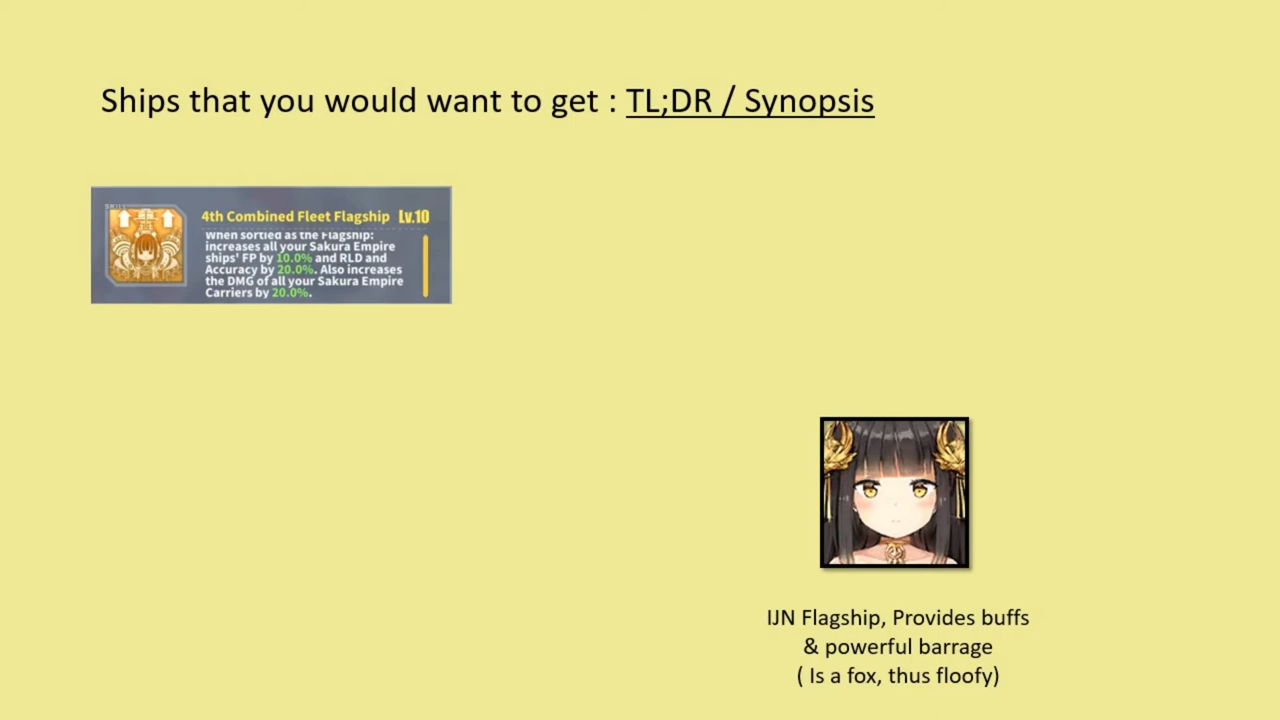 Ships that you would want to get : TL;DR / Synopsis
SKILL
4th Combined Fleet Flagship Lv.10
When sortied as the Flagship:
increases all your Sakura Empire
ships' FP by 10.0% and RLD and
Accuracy by 20.0%. Also increases
the DMG of all your Sakura Empire
Carriers by 20.0%.
IJN Flagship, Provides buffs
& powerful barrage
( Is a fox, thus floofy)